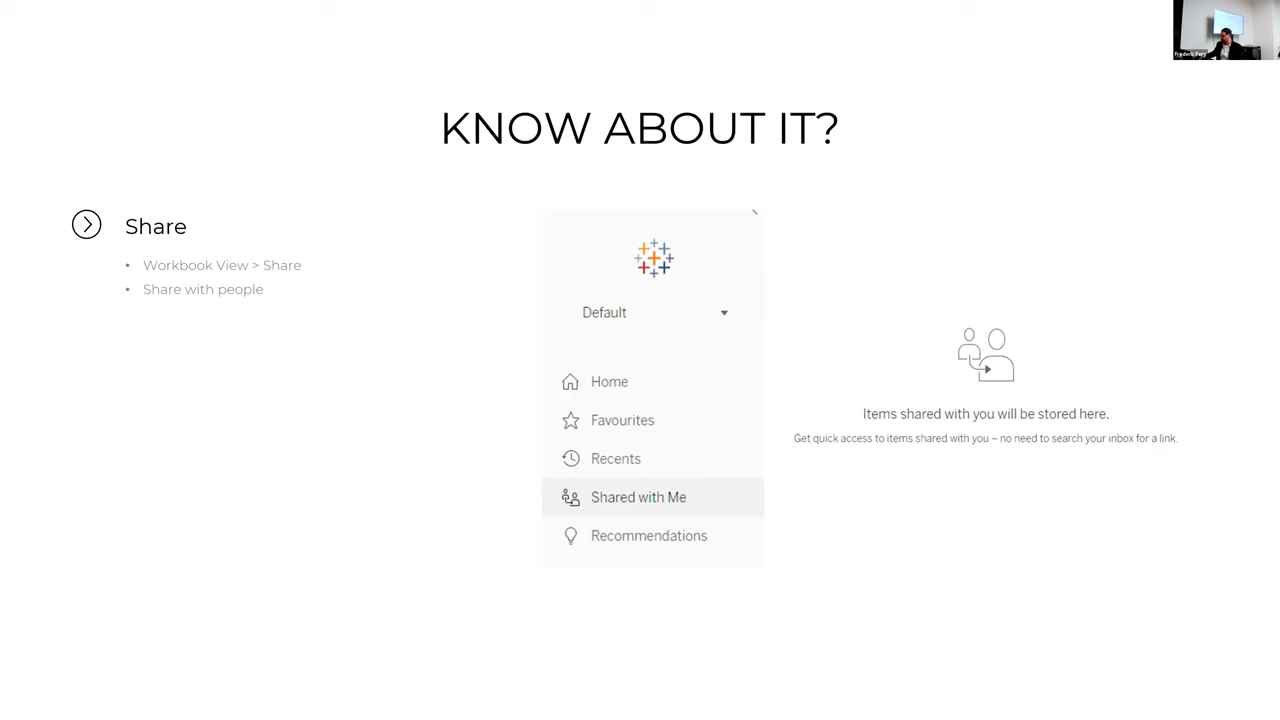 Frederic Fery
KNOW ABOUT IT?
Share
• Workbook View > Share
• Share with people
Default
Home
Favourites
Recents
Shared with Me
Recommendations
Items shared with you will be stored here.
Get quick access to items shared with you – no need to search your inbox for a link.